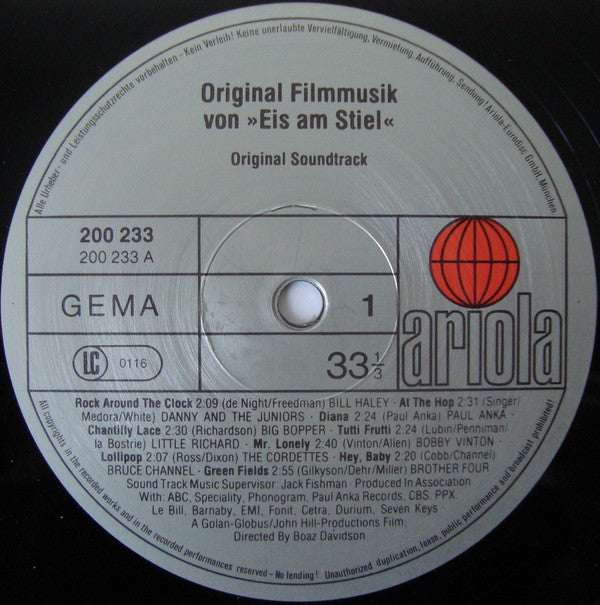 Alle Urheber- und Leistungsschutzrechte vorbehalten - Kein Verleih! Keine unerlaubte Vervielfältigung, Vermietung, Aufführung, Sendung! Ariola-Eurodisc GmbH, München.
Original Filmmusik
von »Eis am Stiel«
Original Soundtrack
200 233
200 233 A
GEMA
1
LC 0116
33 1/3
ariola
Rock Around The Clock 2:09 (de Night/Freedman) BILL HALEY · At The Hop 2:31 (Singer/
Medora/White) DANNY AND THE JUNIORS · Diana 2:24 (Paul Anka) PAUL ANKA ·
Chantilly Lace 2:30 (Richardson) BIG BOPPER · Tutti Frutti 2:24 (Lubin/Penniman/
la Bostrie) LITTLE RICHARD · Mr. Lonely 2:40 (Vinton/Allen) BOBBY VINTON ·
Lollipop 2:07 (Ross/Dixon) THE CORDETTES · Hey, Baby 2:20 (Cobb/Channel)
BRUCE CHANNEL · Green Fields 2:55 (Gilkyson/Dehr/Miller) BROTHER FOUR
Sound Track Music Supervisor: Jack Fishman · Produced In Association
With: ABC, Speciality, Phonogram, Paul Anka Records, CBS, PPX,
Le Bill, Barnaby, EMI, Fonit, Cetra, Durium, Seven Keys
A Golan-Globus/John Hill-Productions Film.
Directed By Boaz Davidson
All copyrights in the recorded works and in the recorded performances reserved – No lending! Unauthorized duplication, lease, public performance and broadcast prohibited!